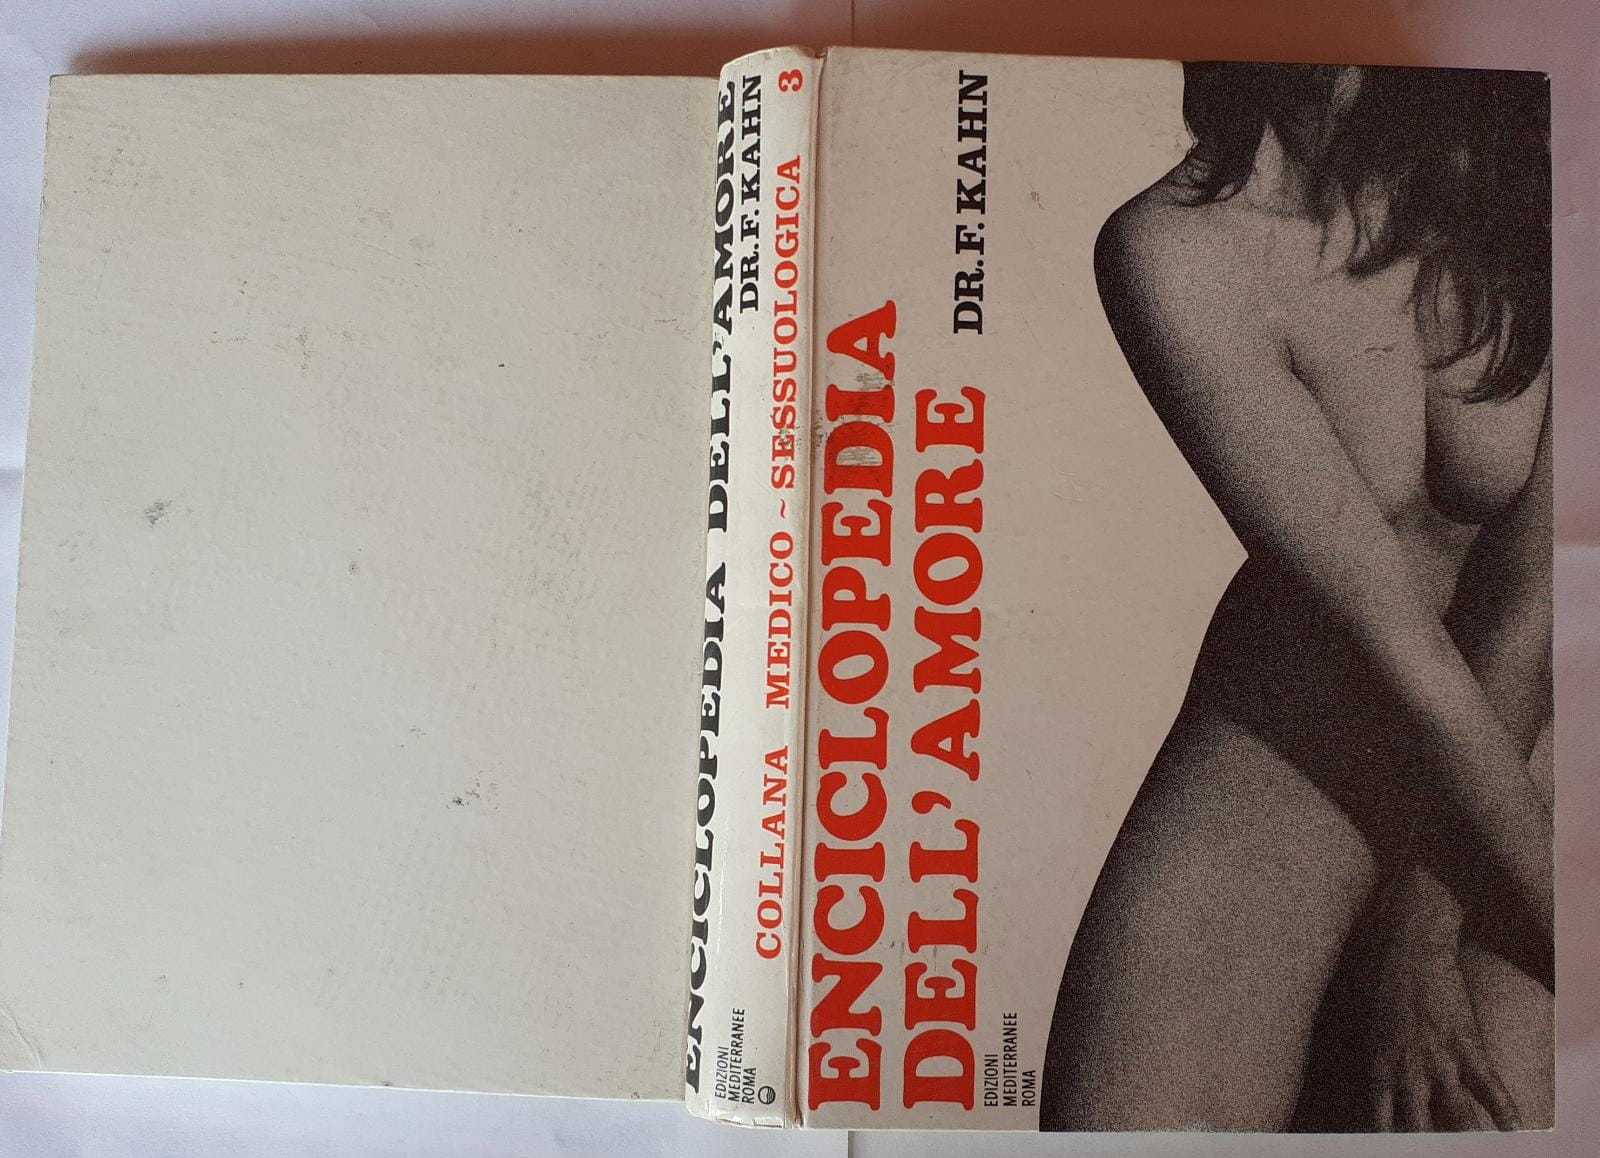 ENCICLOPEDIA DELL'AMORE
DR. F. KAHN
COLLANA MEDICO ~ SESSUOLOGICA 3
EDIZIONI
MEDITERRANEE
ROMA
ENCICLOPEDIA
DELL'AMORE
DR. F. KAHN
EDIZIONI
MEDITERRANEE
ROMA